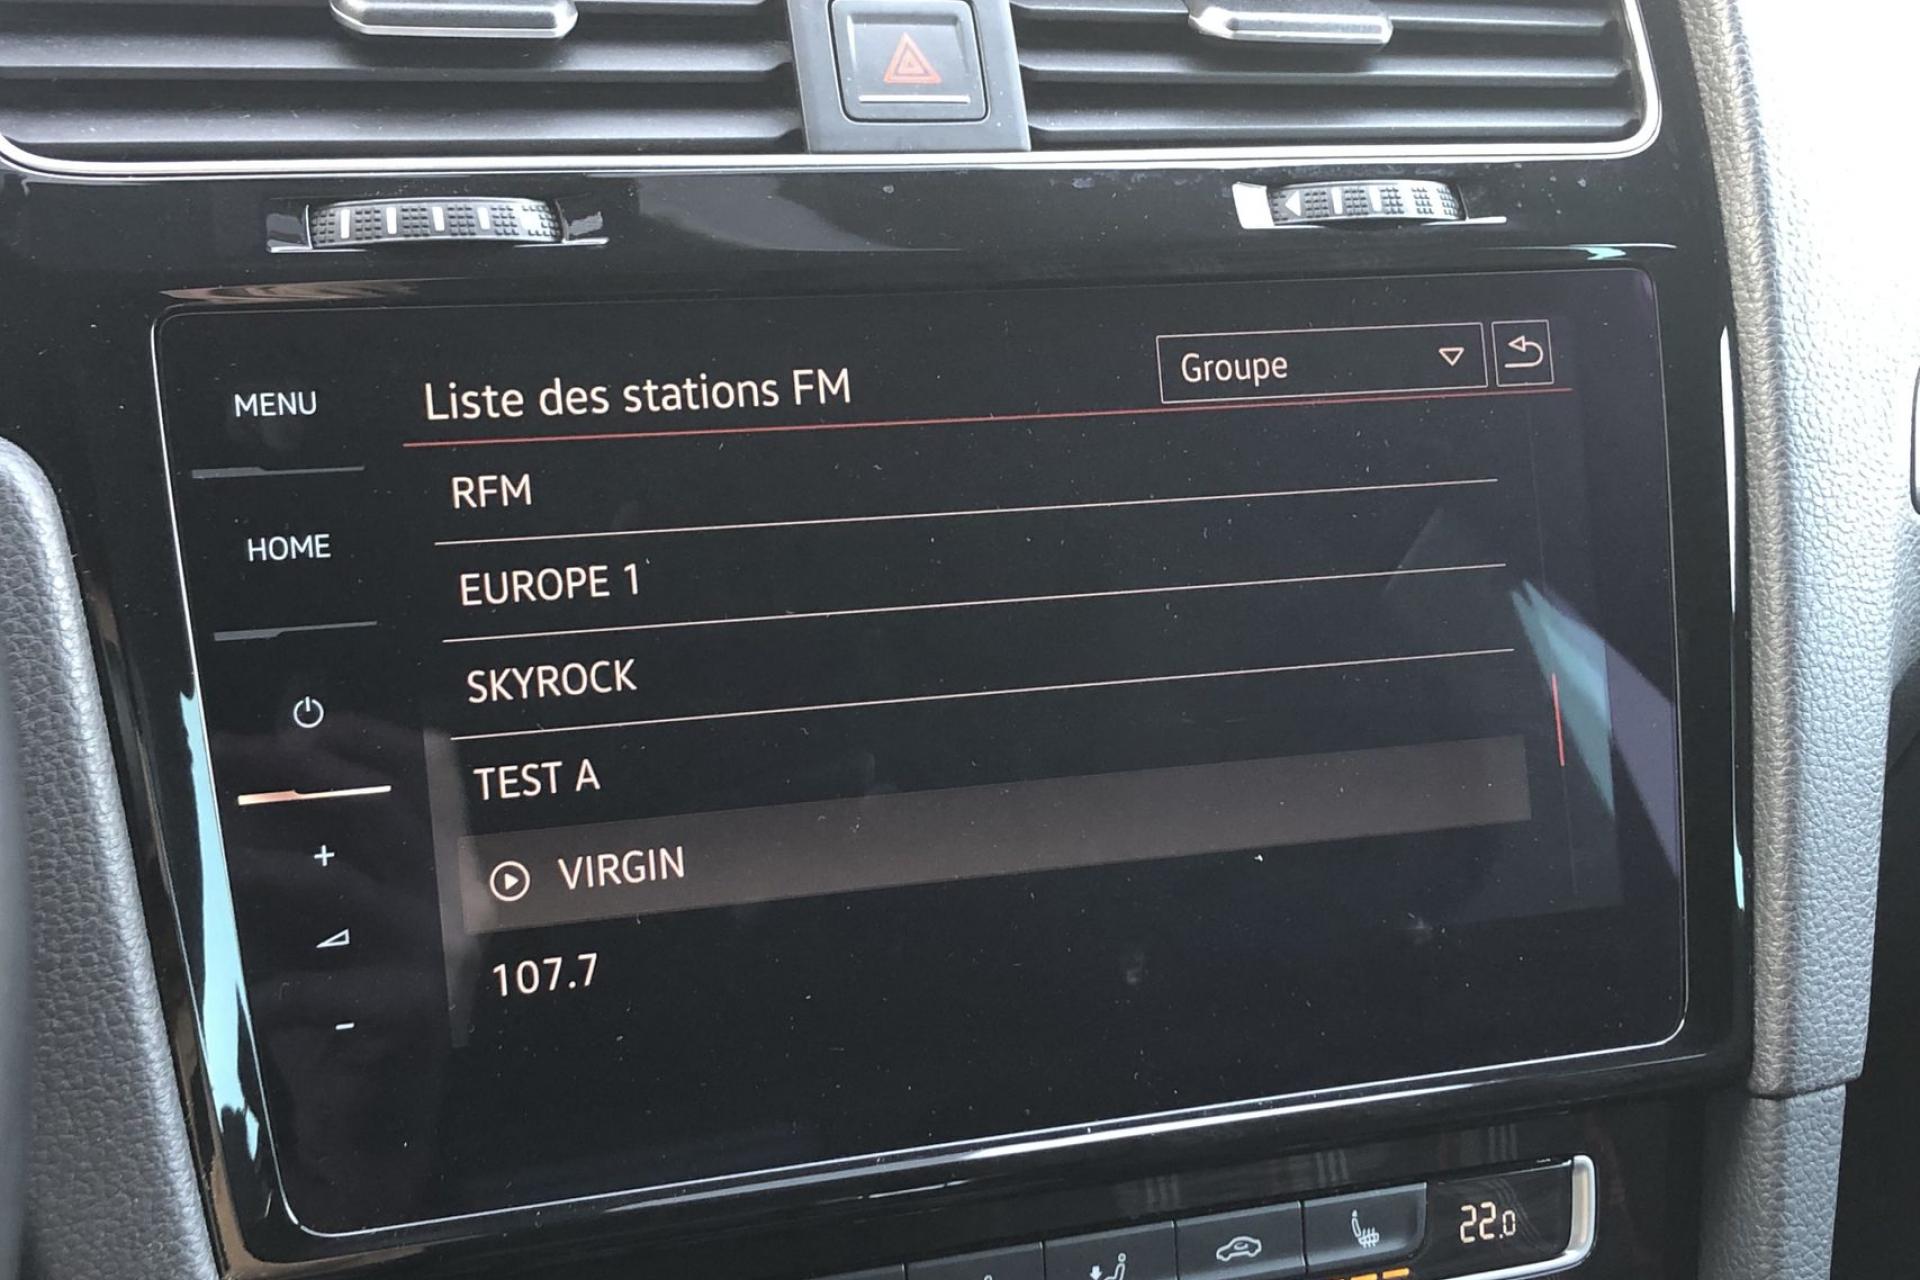 MENU
HOME
Liste des stations FM
Groupe
RFM
EUROPE 1
SKYROCK
TEST A
VIRGIN
107.7
+
-
22.0